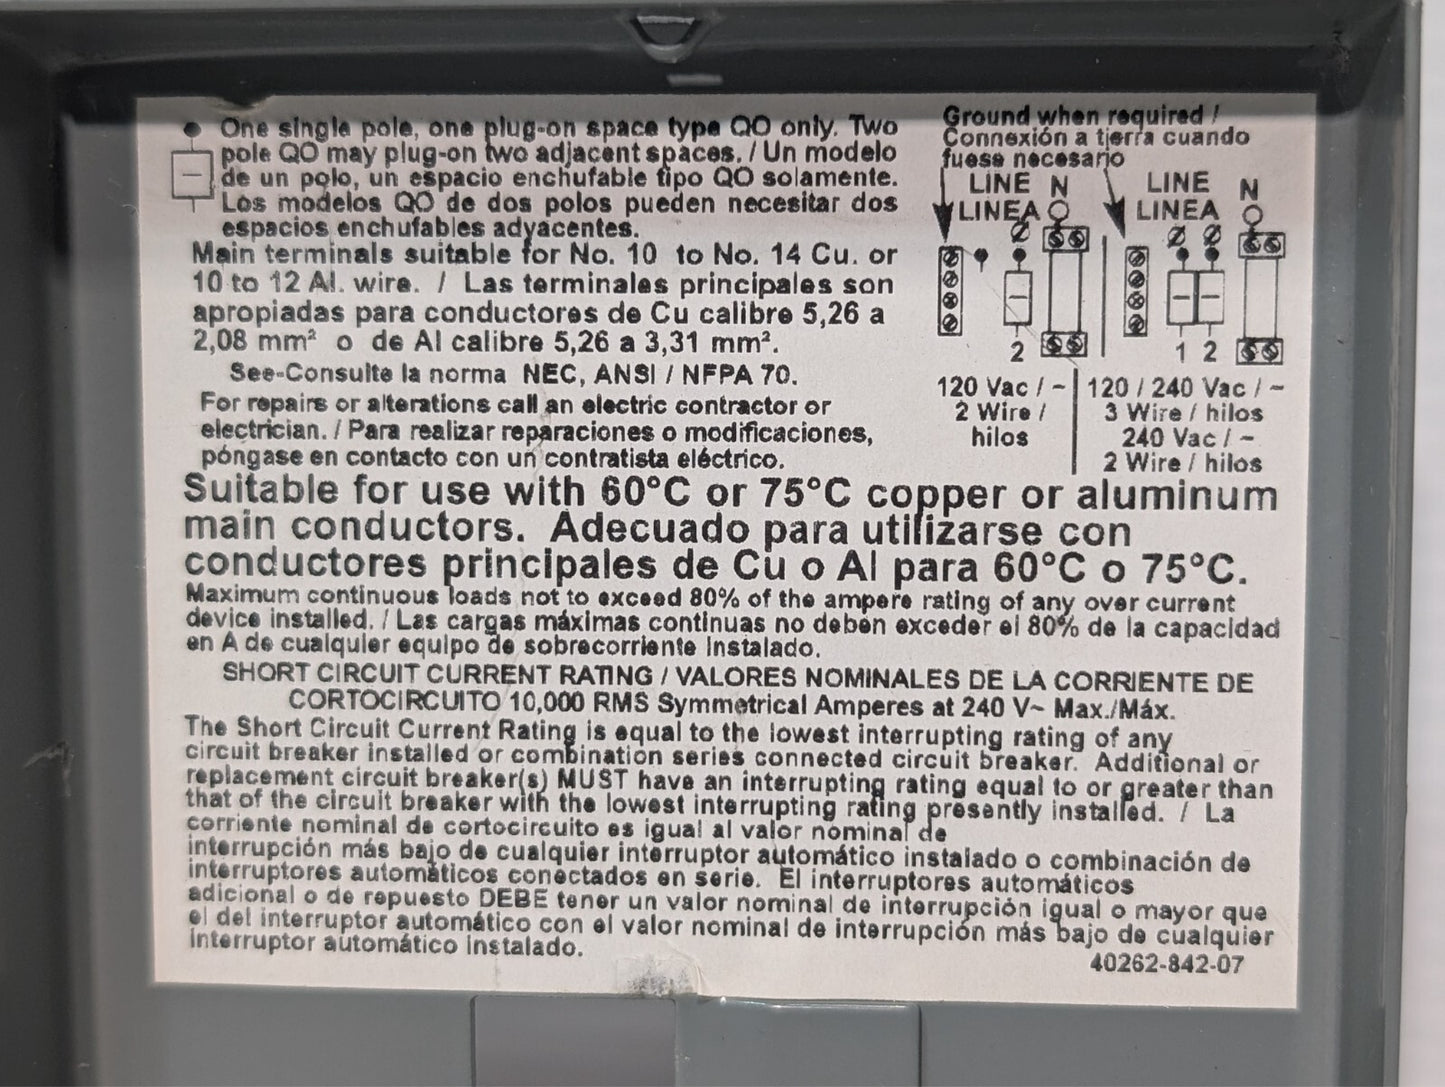 One single pole, one plug-on space type QO only. Two
pole QO may plug-on two adjacent spaces. / Un modelo
de un polo, un espacio enchufable tipo QO solamente.
Los modelos QO de dos polos pueden necesitar dos
espacios enchufables adyacentes.
Main terminals suitable for No. 10 to No. 14 Cu. or
10 to 12 Al. wire. / Las terminales principales son
apropiadas para conductores de Cu calibre 5,26 a
2,08 mm² o de Al calibre 5,26 a 3,31 mm².
See-Consulte la norma NEC, ANSI / NFPA 70.
For repairs or alterations call an electric contractor or
electrician. / Para realizar reparaciones o modificaciones,
póngase en contacto con un contratista eléctrico.
Ground when required /
Connexión a tierra cuando
fuese necesario
LINE N LINE N
LINEA LINEA
2 1 2
120 Vac / ~ 120 / 240 Vac / ~
2 Wire / 3 Wire / hilos
hilos 240 Vac / ~
2 Wire / hilos
Suitable for use with 60°C or 75°C copper or aluminum
main conductors. Adecuado para utilizarse con
conductores principales de Cu o Al para 60°C o 75°C.
Maximum continuous loads not to exceed 80% of the ampere rating of any over current
device installed. / Las cargas máximas continuas no deben exceder el 80% de la capacidad
en A de cualquier equipo de sobrecorriente instalado.
SHORT CIRCUIT CURRENT RATING / VALORES NOMINALES DE LA CORRIENTE DE
CORTOCIRCUITO 10,000 RMS Symmetrical Amperes at 240 V~ Max./Máx.
The Short Circuit Current Rating is equal to the lowest interrupting rating of any
circuit breaker installed or combination series connected circuit breaker. Additional or
replacement circuit breaker(s) MUST have an interrupting rating equal to or greater than
that of the circuit breaker with the lowest interrupting rating presently installed. / La
corriente nominal de cortocircuito es igual al valor nominal de
interrupción más bajo de cualquier interruptor automático instalado o combinación de
interruptores automáticos conectados en serie. El interruptores automáticos
adicional o de repuesto DEBE tener un valor nominal de interrupción igual o mayor que
el del interruptor automático con el valor nominal de interrupción más bajo de cualquier
interruptor automático instalado.
40262-842-07